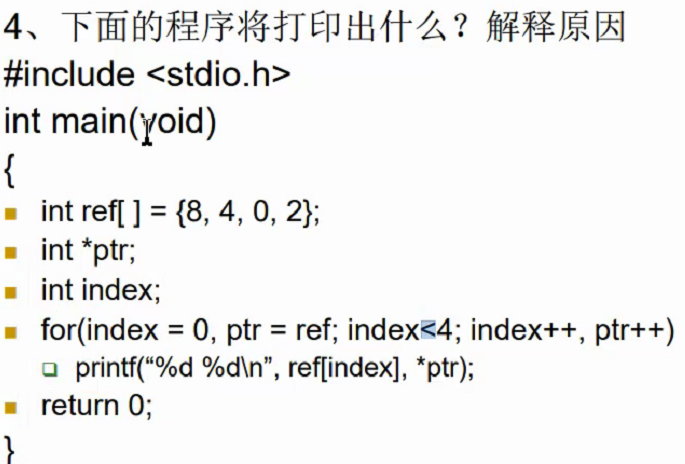 4、下面的程序将打印出什么？解释原因
#include <stdio.h>
int main(void)
{
int ref[ ] = {8, 4, 0, 2};
int *ptr;
int index;
for(index = 0, ptr = ref; index<4; index++, ptr++)
printf(“%d %d\n”, ref[index], *ptr);
return 0;
}